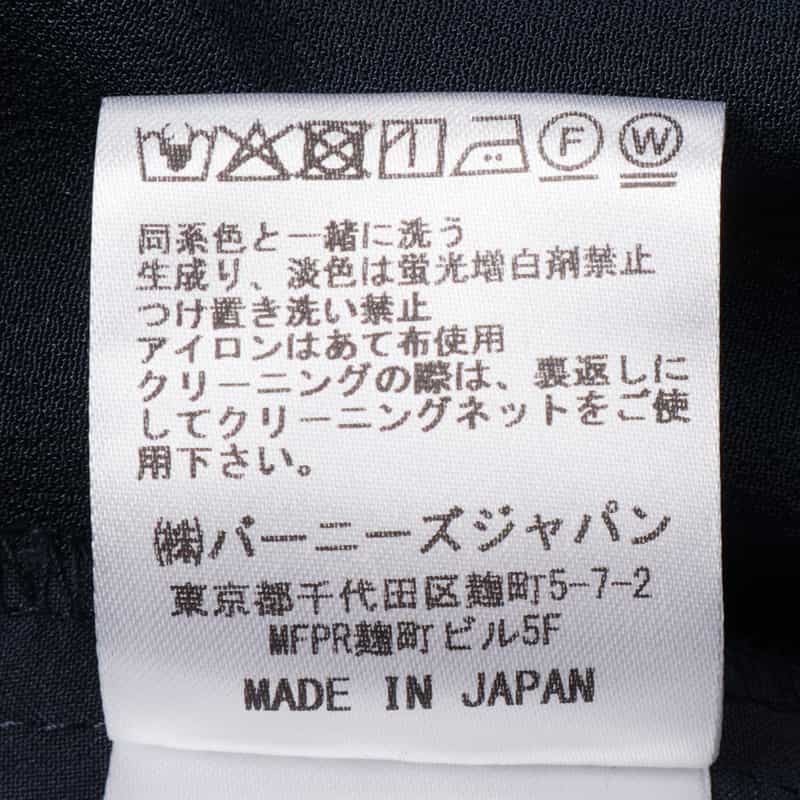 F W
同系色と一緒に洗う
生成り、淡色は蛍光増白剤禁止
つけ置き洗い禁止
アイロンはあて布使用
クリーニングの際は、裏返しに
してクリーニングネットをご使
用下さい。
㈱バーニーズジャパン
東京都千代田区麹町5-7-2
MFPR麹町ビル5F
MADE IN JAPAN